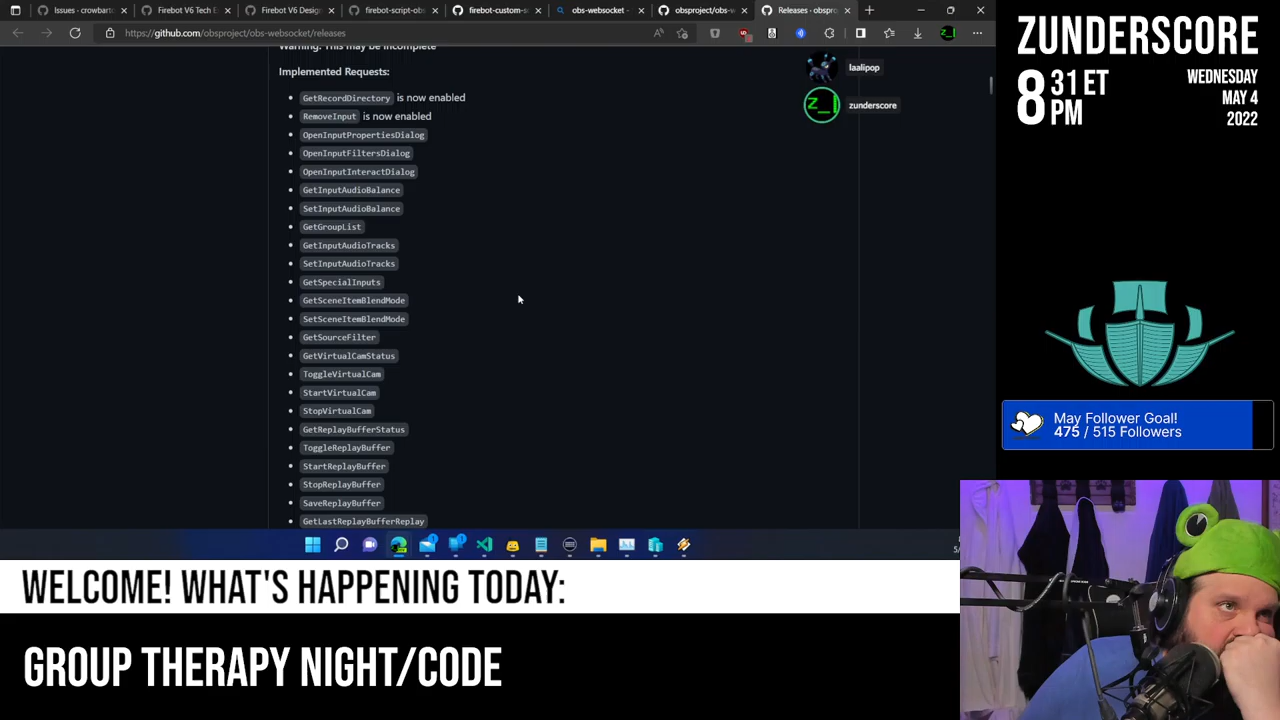 Issues · crowbarte
Firebot V6 Tech E
Firebot V6 Design
firebot-script-obs
firebot-custom-s
obs-websocket -
obsproject/obs-w
Releases · obspro
https://github.com/obsproject/obs-websocket/releases
Warning: This may be incomplete
Implemented Requests:
GetRecordDirectory is now enabled
RemoveInput is now enabled
OpenInputPropertiesDialog
OpenInputFiltersDialog
OpenInputInteractDialog
GetInputAudioBalance
SetInputAudioBalance
GetGroupList
GetInputAudioTracks
SetInputAudioTracks
GetSpecialInputs
GetSceneItemBlendMode
SetSceneItemBlendMode
GetSourceFilter
GetVirtualCamStatus
ToggleVirtualCam
StartVirtualCam
StopVirtualCam
GetReplayBufferStatus
ToggleReplayBuffer
StartReplayBuffer
StopReplayBuffer
SaveReplayBuffer
GetLastReplayBufferReplay
laalipop
zunderscore
ZUNDERSCORE
8 31 ET PM
WEDNESDAY
MAY 4
2022
May Follower Goal!
475 / 515 Followers
WELCOME! WHAT'S HAPPENING TODAY:
GROUP THERAPY NIGHT/CODE